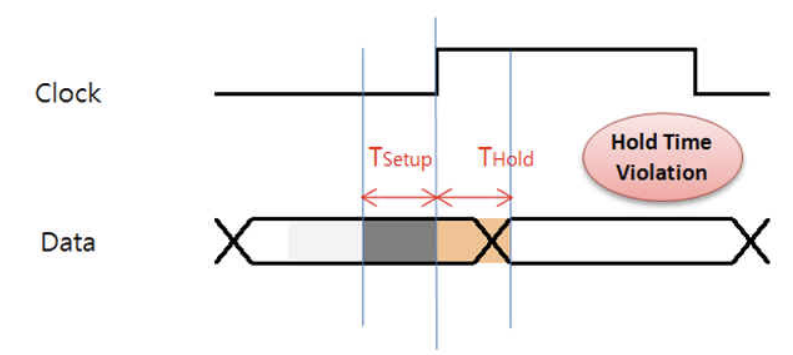 Clock
Hold Time
Violation
TSetup
THold
Data